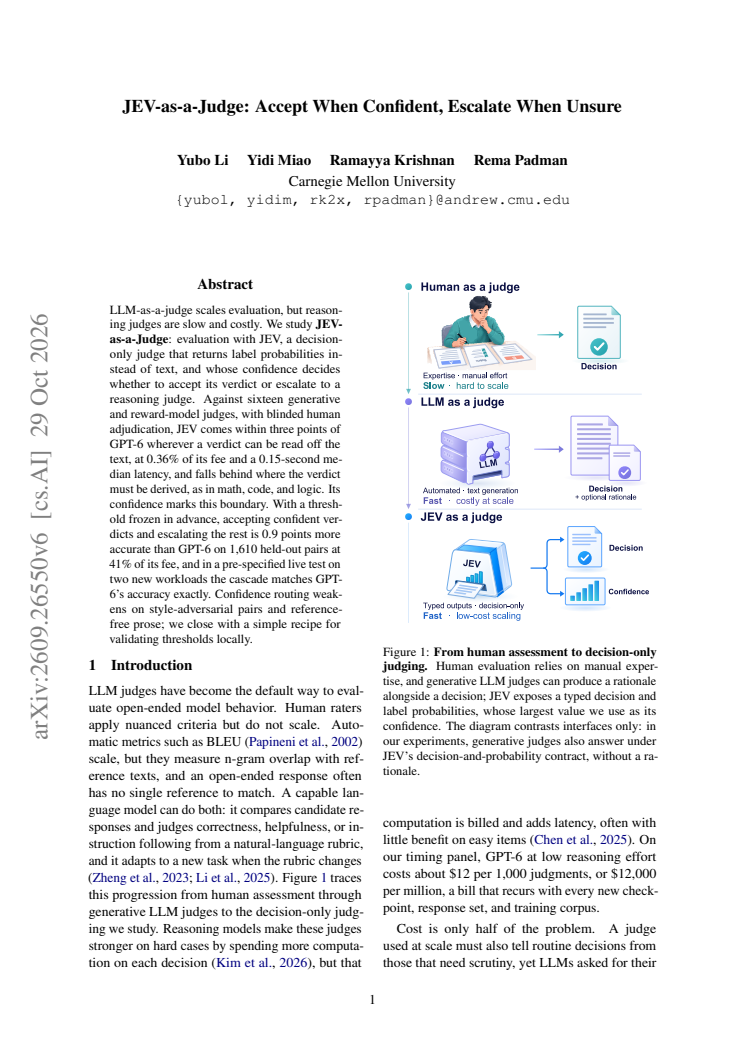 JEV-as-a-Judge: Accept When Confident, Escalate When Unsure
Yubo Li Yidi Miao Ramayya Krishnan Rema Padman
Carnegie Mellon University
{yubol, yidim, rk2x, rpadman}@andrew.cmu.edu
arXiv:2609.26550v6 [cs.AI] 29 Oct 2026
Abstract
LLM-as-a-judge scales evaluation, but reason-
ing judges are slow and costly. We study JEV-
as-a-Judge: evaluation with JEV, a decision-
only judge that returns label probabilities in-
stead of text, and whose confidence decides
whether to accept its verdict or escalate to a
reasoning judge. Against sixteen generative
and reward-model judges, with blinded human
adjudication, JEV comes within three points of
GPT-6 wherever a verdict can be read off the
text, at 0.36% of its fee and a 0.15-second me-
dian latency, and falls behind where the verdict
must be derived, as in math, code, and logic. Its
confidence marks this boundary. With a thresh-
old frozen in advance, accepting confident ver-
dicts and escalating the rest is 0.9 points more
accurate than GPT-6 on 1,610 held-out pairs at
41% of its fee, and in a pre-specified live test on
two new workloads the cascade matches GPT-
6's accuracy exactly. Confidence routing weak-
ens on style-adversarial pairs and reference-
free prose; we close with a simple recipe for
validating thresholds locally.
1 Introduction
LLM judges have become the default way to eval-
uate open-ended model behavior. Human raters
apply nuanced criteria but do not scale. Auto-
matic metrics such as BLEU (Papineni et al., 2002)
scale, but they measure n-gram overlap with ref-
erence texts, and an open-ended response often
has no single reference to match. A capable lan-
guage model can do both: it compares candidate re-
sponses and judges correctness, helpfulness, or in-
struction following from a natural-language rubric,
and it adapts to a new task when the rubric changes
(Zheng et al., 2023; Li et al., 2025). Figure 1 traces
this progression from human assessment through
generative LLM judges to the decision-only judg-
ing we study. Reasoning models make these judges
stronger on hard cases by spending more computa-
tion on each decision (Kim et al., 2026), but that
Human as a judge
Decision
Expertise · manual effort
Slow · hard to scale
LLM as a judge
LLM
Decision
+ optional rationale
Automated · text generation
Fast · costly at scale
JEV as a judge
JEV
Decision
Confidence
Typed outputs · decision-only
Fast · low-cost scaling
Figure 1: From human assessment to decision-only
judging. Human evaluation relies on manual exper-
tise, and generative LLM judges can produce a rationale
alongside a decision; JEV exposes a typed decision and
label probabilities, whose largest value we use as its
confidence. The diagram contrasts interfaces only: in
our experiments, generative judges also answer under
JEV's decision-and-probability contract, without a ra-
tionale.
computation is billed and adds latency, often with
little benefit on easy items (Chen et al., 2025). On
our timing panel, GPT-6 at low reasoning effort
costs about $12 per 1,000 judgments, or $12,000
per million, a bill that recurs with every new check-
point, response set, and training corpus.
Cost is only half of the problem. A judge
used at scale must also tell routine decisions from
those that need scrutiny, yet LLMs asked for their
1